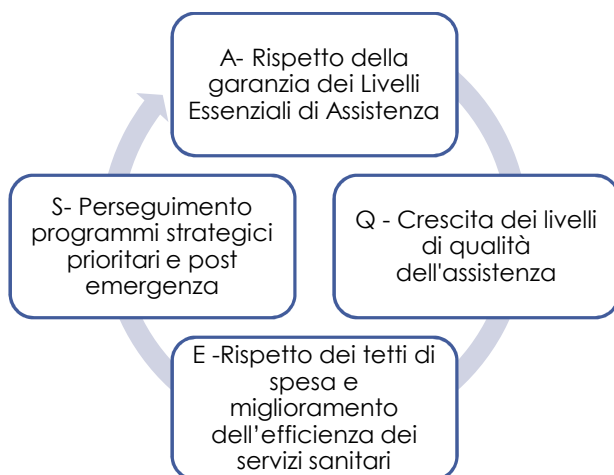 A- Rispetto della
garanzia dei Livelli
Essenziali di Assistenza
S- Perseguimento
programmi strategici
prioritari e post
emergenza
Q - Crescita dei livelli
di qualità
dell'assistenza
E -Rispetto dei tetti di
spesa e
miglioramento
dell’efficienza dei
servizi sanitari